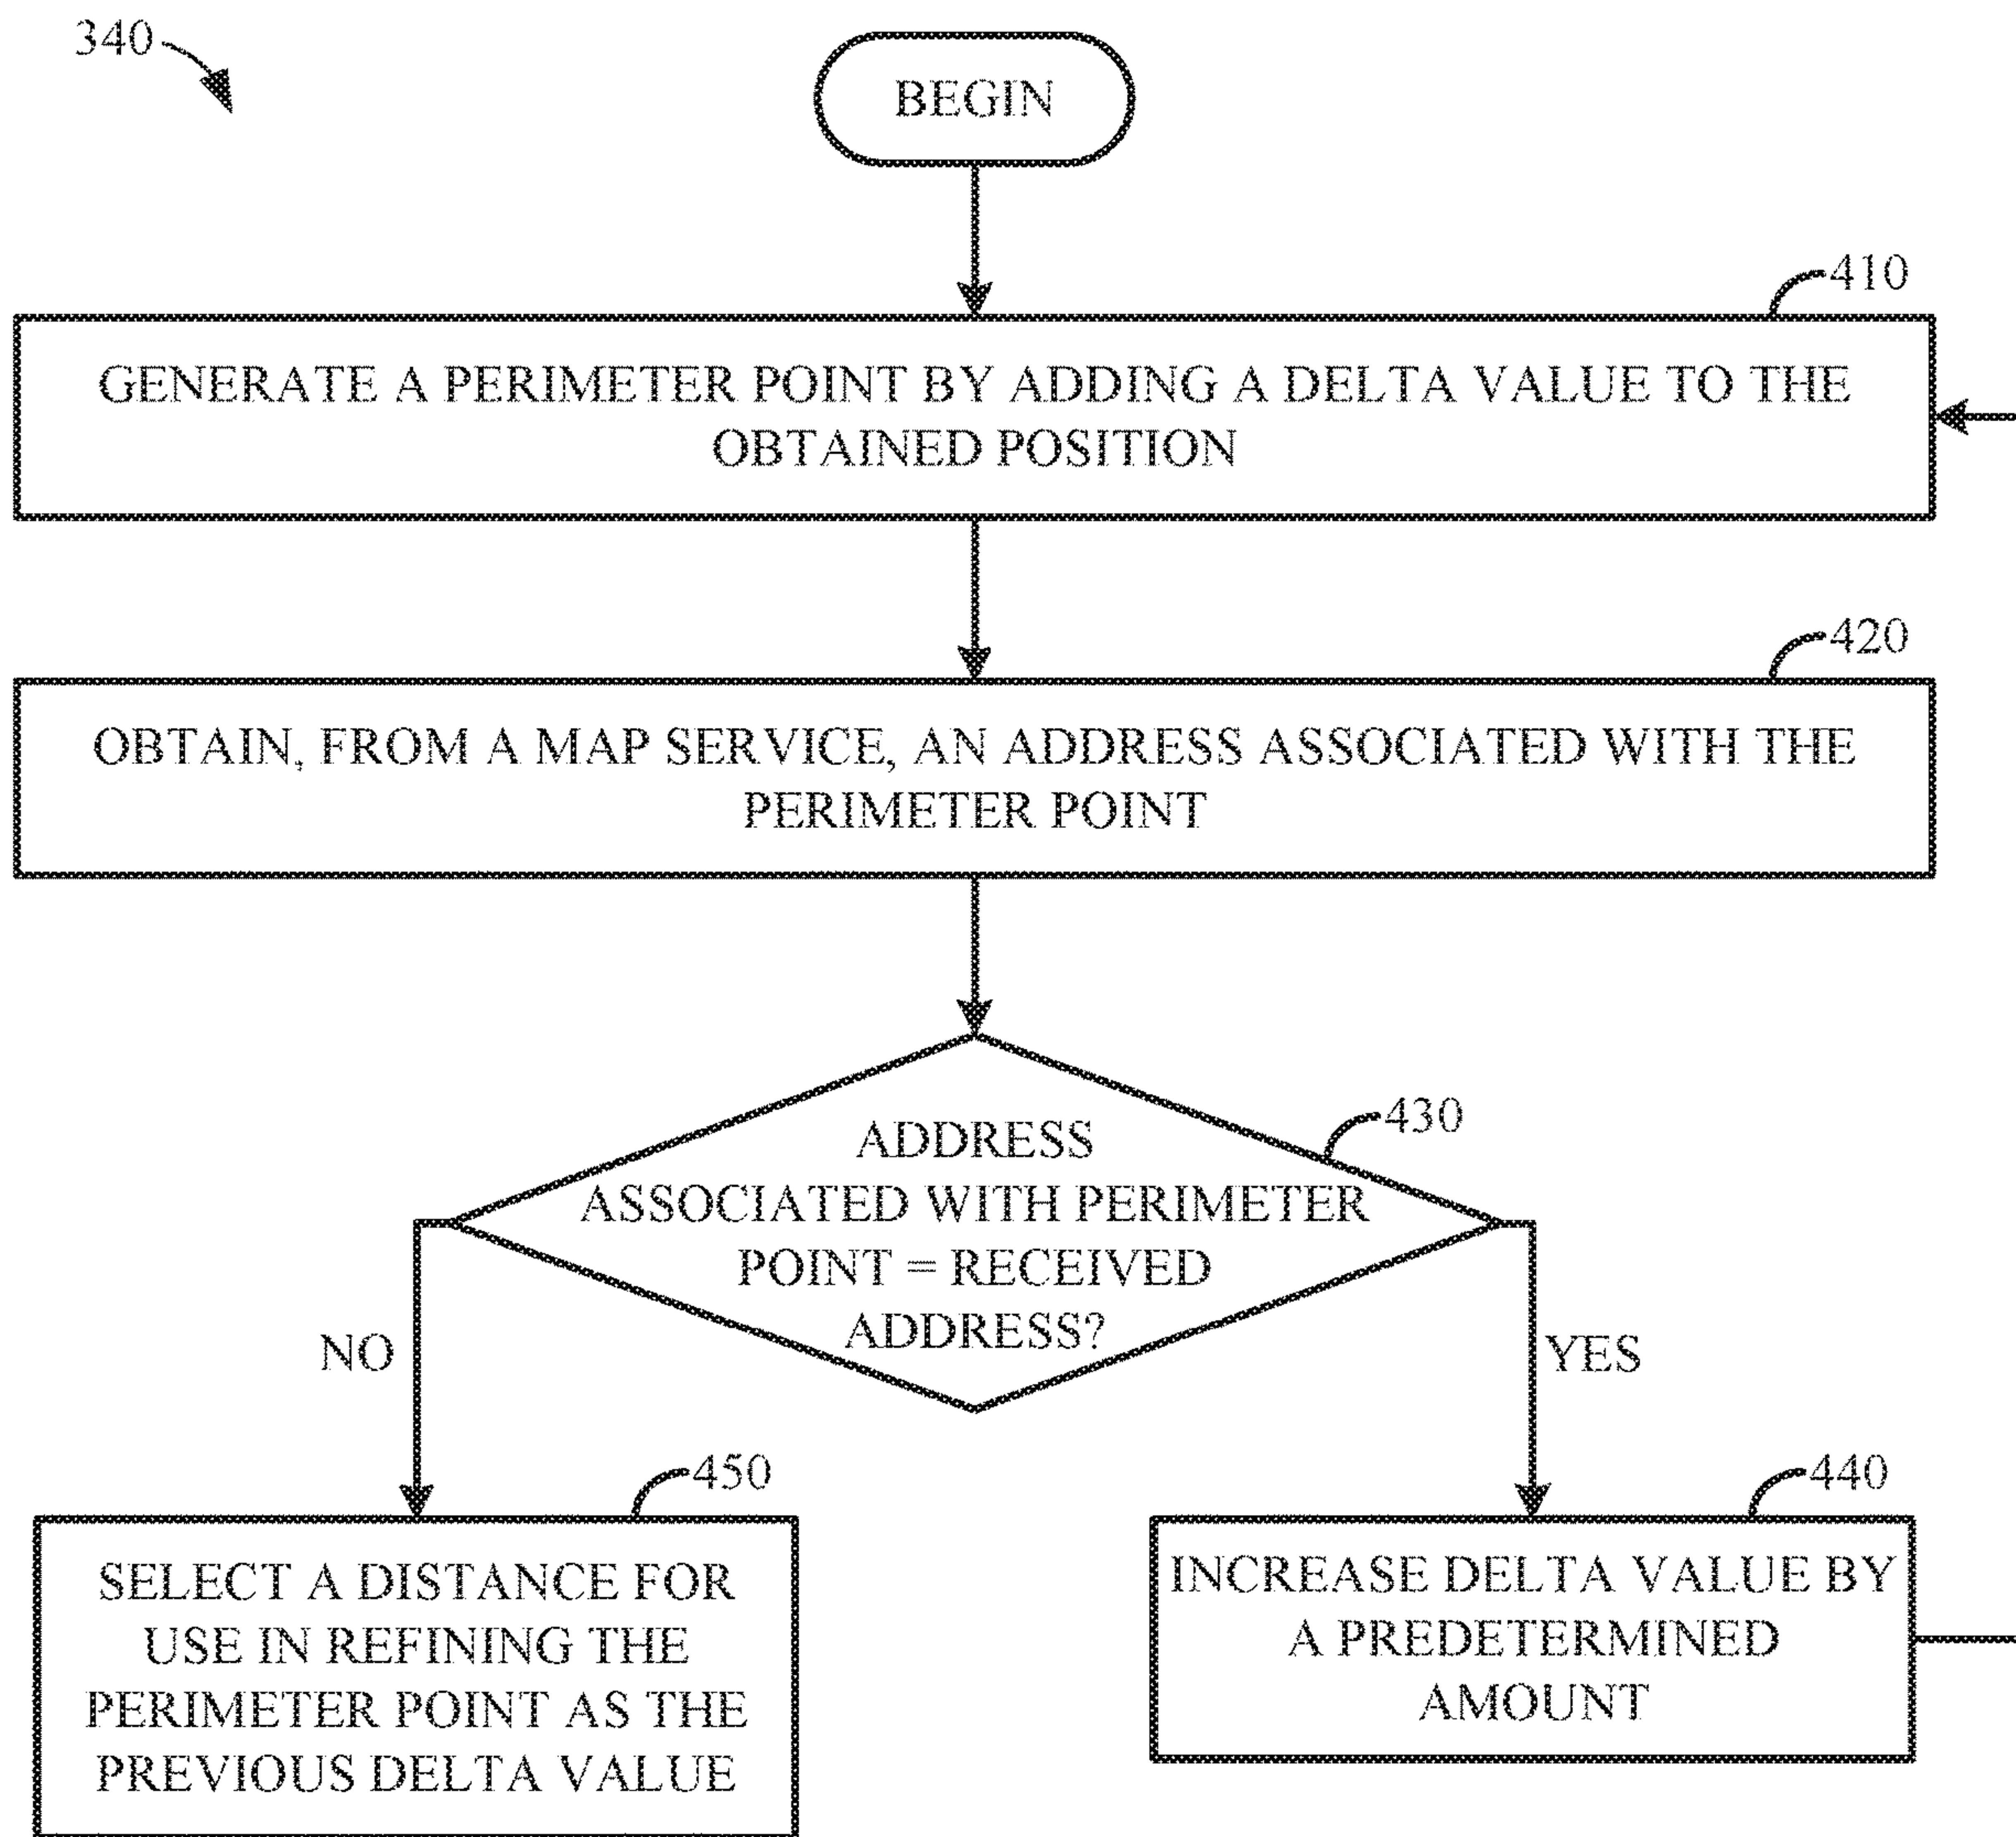 340
BEGIN
410
GENERATE A PERIMETER POINT BY ADDING A DELTA VALUE TO THE
OBTAINED POSITION
420
OBTAIN, FROM A MAP SERVICE, AN ADDRESS ASSOCIATED WITH THE
PERIMETER POINT
430
ADDRESS
ASSOCIATED WITH PERIMETER
POINT = RECEIVED
ADDRESS?
NO
YES
450
SELECT A DISTANCE FOR
USE IN REFINING THE
PERIMETER POINT AS THE
PREVIOUS DELTA VALUE
440
INCREASE DELTA VALUE BY
A PREDETERMINED
AMOUNT